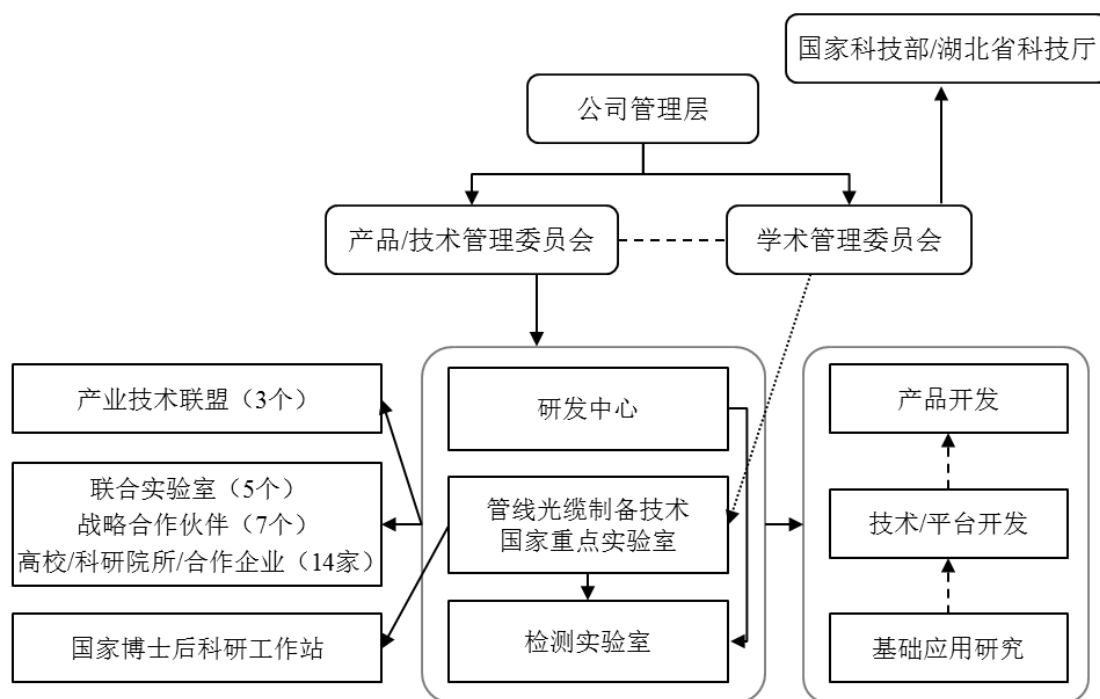 国家科技部/湖北省科技厅
公司管理层
产品/技术管理委员会
学术管理委员会
产业技术联盟（3个）
联合实验室（5个）
战略合作伙伴（7个）
高校/科研院所/合作企业（14家）
国家博士后科研工作站
研发中心
管线光缆制备技术
国家重点实验室
检测实验室
产品开发
技术/平台开发
基础应用研究